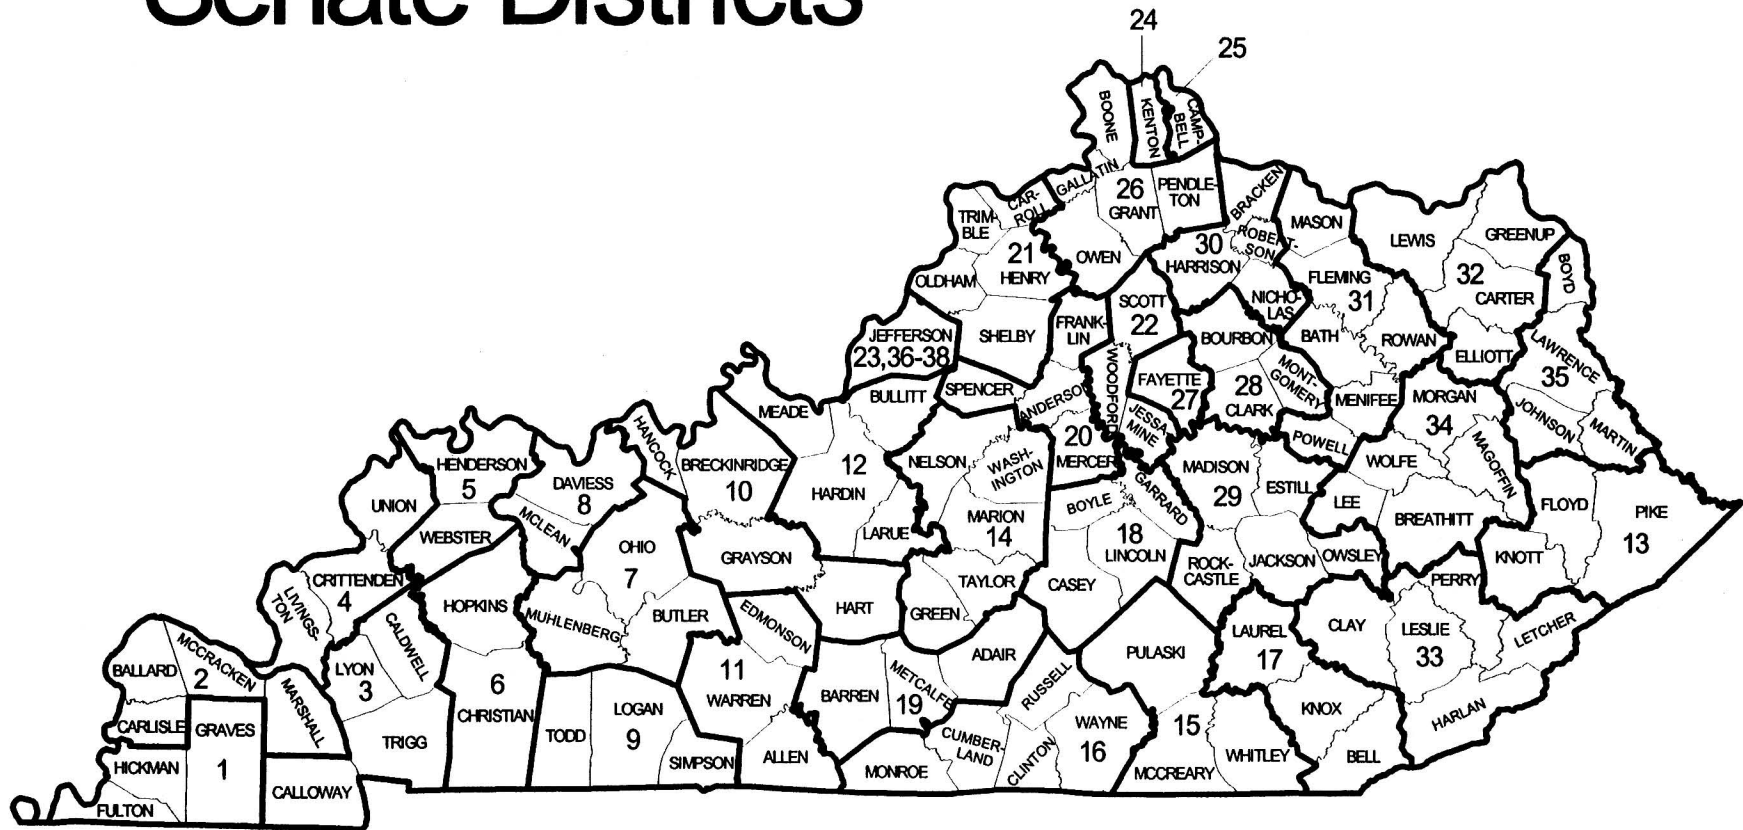 Senate Districts
24
25
BOONE
KENTON
CAMP-
BELL
GALLATIN
26
GRANT
PENDLE-
TON
BRACKEN
CAR-
ROLL
TRIM-
BLE
MASON
30
ROBERT-
SON
HARRISON
LEWIS
GREENUP
21
HENRY
OWEN
OLDHAM
FLEMING
31
32
CARTER
BOYD
SCOTT
22
NICHO-
LAS
JEFFERSON
23,36-38
SHELBY
FRANK-
LIN
BOURBON
BATH
ROWAN
ELLIOTT
LAWRENCE
35
WOODFORD
FAYETTE
27
28
CLARK
MONT-
GOMERY
MENIFEE
MORGAN
34
JOHNSON
MARTIN
SPENCER
BULLITT
ANDERSON
JESSA
MINE
MEADE
HANCOCK
BRECKINRIDGE
10
12
HARDIN
NELSON
WASH-
INGTON
20
MERCER
GARRARD
MADISON
29
ESTILL
POWELL
WOLFE
MAGOFFIN
HENDERSON
5
DAVIESS
8
UNION
WEBSTER
MCLEAN
OHIO
7
GRAYSON
LARUE
MARION
14
BOYLE
18
LINCOLN
LEE
BREATHITT
FLOYD
PIKE
13
KNOTT
CRITTENDEN
4
LIVINGS-
TON
HOPKINS
MUHLENBERG
BUTLER
EDMONSON
HART
GREEN
TAYLOR
CASEY
ROCK-
CASTLE
JACKSON
OWSLEY
PERRY
CALDWELL
LYON
3
BALLARD
MCCRACKEN
2
MARSHALL
CARLISLE
GRAVES
1
6
CHRISTIAN
LOGAN
9
TODD
11
WARREN
BARREN
METCALFE
19
ADAIR
RUSSELL
PULASKI
LAUREL
17
CLAY
LESLIE
33
LETCHER
HARLAN
TRIGG
SIMPSON
ALLEN
MONROE
CUMBER-
LAND
CLINTON
WAYNE
16
15
MCCREARY
WHITLEY
KNOX
BELL
HICKMAN
FULTON
CALLOWAY